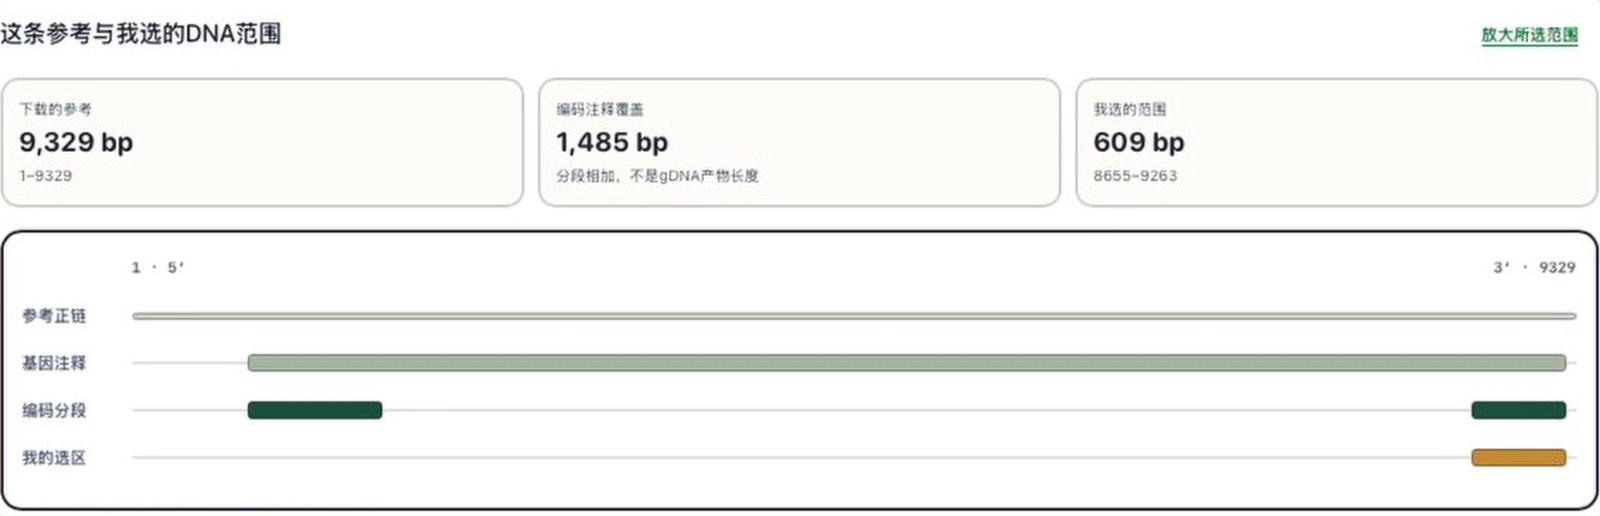 这条参考与我选的DNA范围
放大所选范围
下载的参考
9,329 bp
1–9329
编码注释覆盖
1,485 bp
分段相加，不是gDNA产物长度
我选的范围
609 bp
8655–9263
1 · 5′
3′ · 9329
参考正链
基因注释
编码分段
我的选区